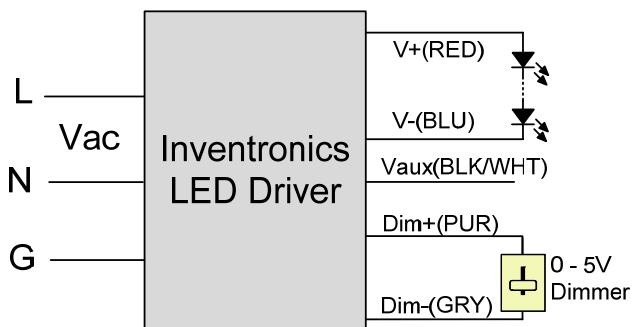 L
Vac
N
G
Inventronics
LED Driver
V+(RED)
V-(BLU)
Vaux(BLK/WHT)
Dim+(PUR)
Dim-(GRY)
0 - 5V
Dimmer